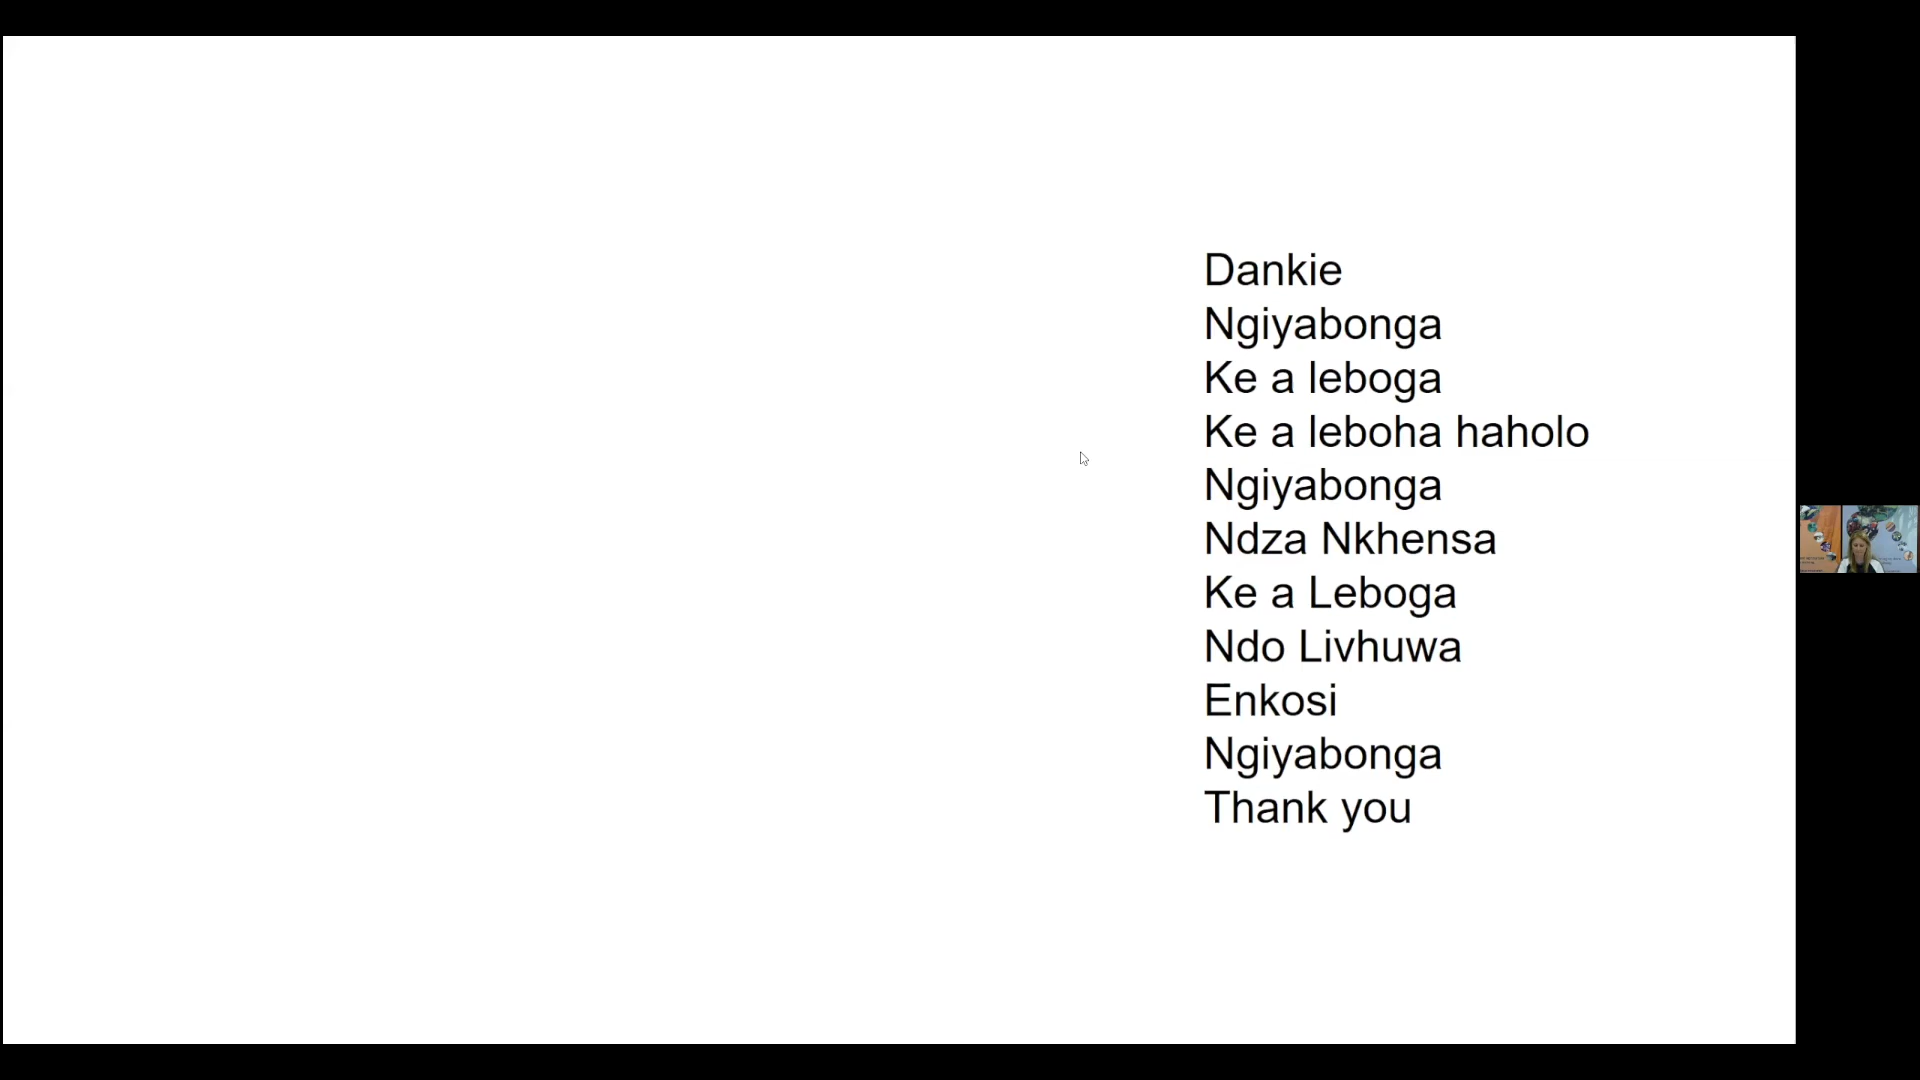 Dankie
Ngiyabonga
Ke a leboga
Ke a leboha haholo
Ngiyabonga
Ndza Nkhensa
Ke a Leboga
Ndo Livhuwa
Enkosi
Ngiyabonga
Thank you